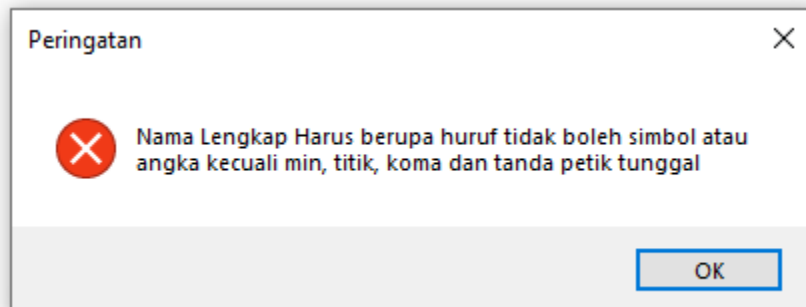 Peringatan
Nama Lengkap Harus berupa huruf tidak boleh simbol atau
angka kecuali min, titik, koma dan tanda petik tunggal
OK